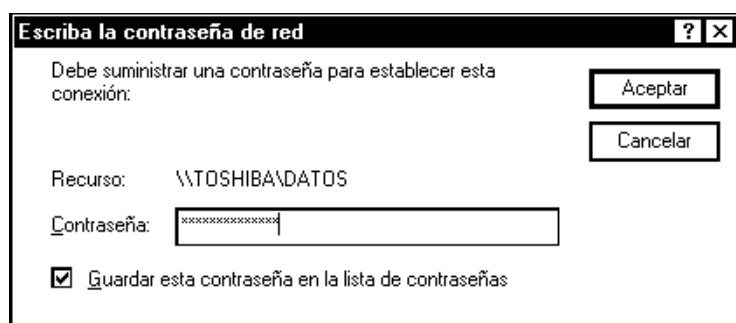 Escriba la contraseña de red
? ×
Debe suministrar una contraseña para establecer esta
conexión:
Aceptar
Cancelar
Recurso: \\TOSHIBA\DATOS
Contraseña: **************
Guardar esta contraseña en la lista de contraseñas